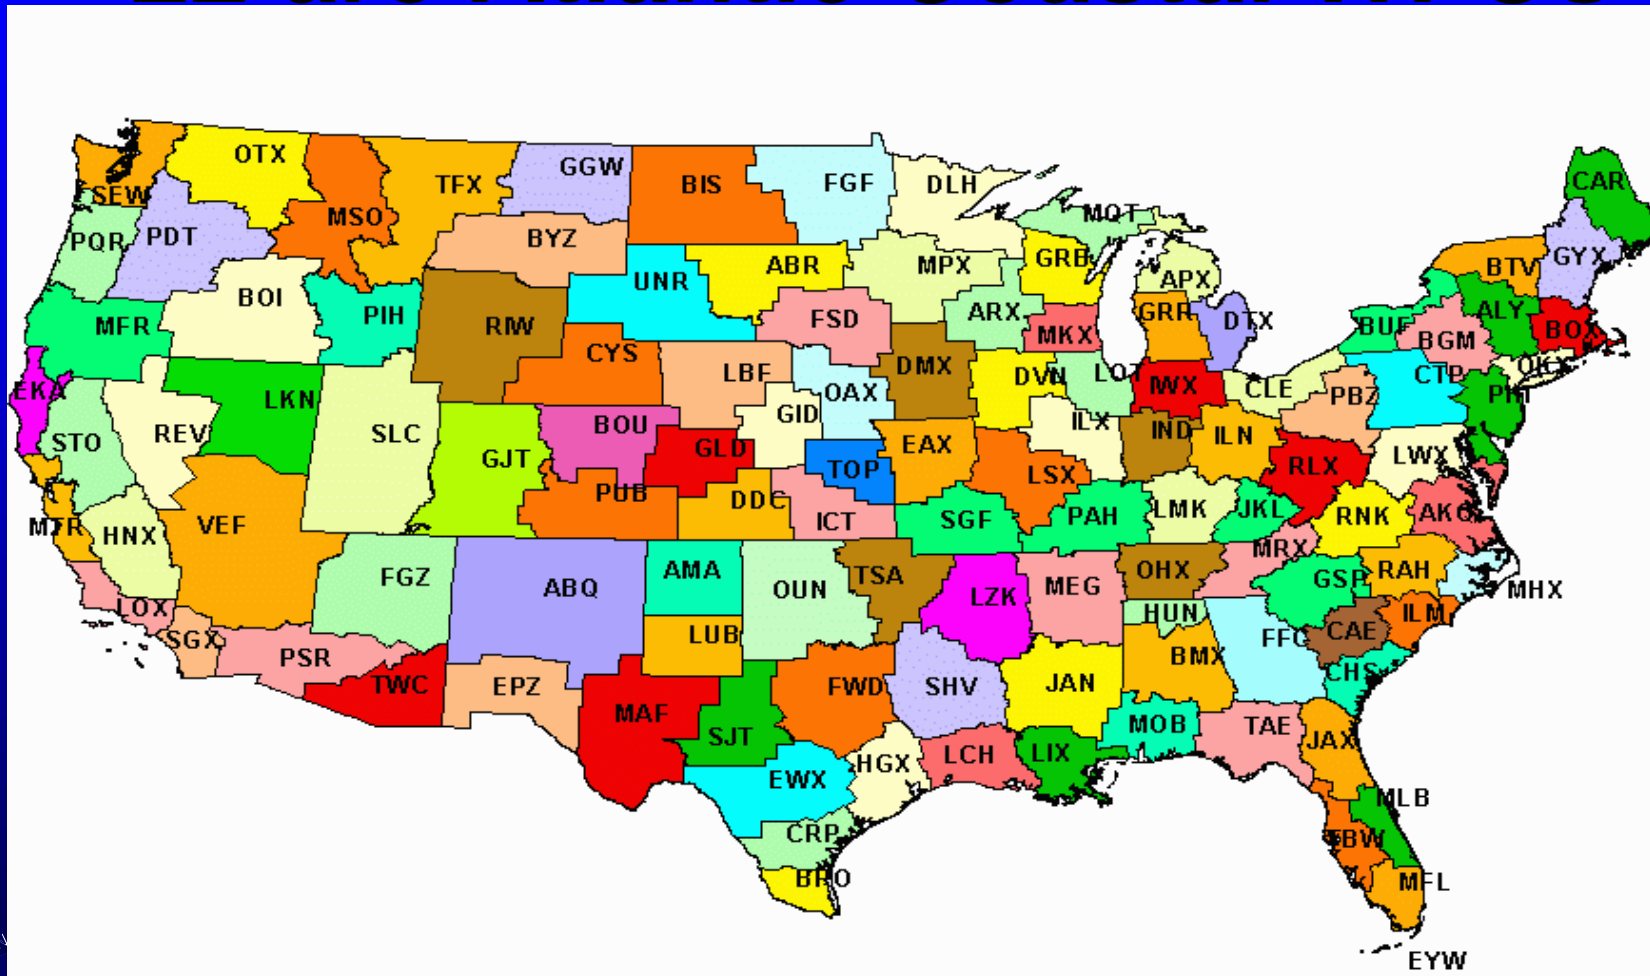 CAR
OTX
GGW
TFX
BIS
FGF
DLH
SEW
MSO
MQT
PQR
PDT
BYZ
GRB
GYX
ABR
MPX
BTV
UNR
APX
BOI
PIH
MFR
RIW
FSD
ARX
GRR
DTX
ALY
MKX
BUF
BGM
BOX
CYS
LBF
DMX
DVN
LOT
IWX
CLE
CTP
OKX
EKA
LKN
OAX
PBZ
PHI
GID
ILX
STO
REV
SLC
BOU
GLD
EAX
IND
ILN
GJT
TOP
LSX
RLX
LWX
PUB
DDC
MTR
HNX
VEF
ICT
SGF
PAH
LMK
JKL
RNK
AKQ
MRX
FGZ
ABQ
AMA
OUN
TSA
LZK
MEG
OHX
GSP
RAH
MHX
LOX
HUN
ILM
SGX
LUB
FFC
CAE
PSR
BMX
CHS
TWC
EPZ
FWD
SHV
JAN
MAF
SJT
MOB
TAE
JAX
HGX
LCH
LIX
EWX
MLB
CRP
TBW
BRO
MFL
EYW